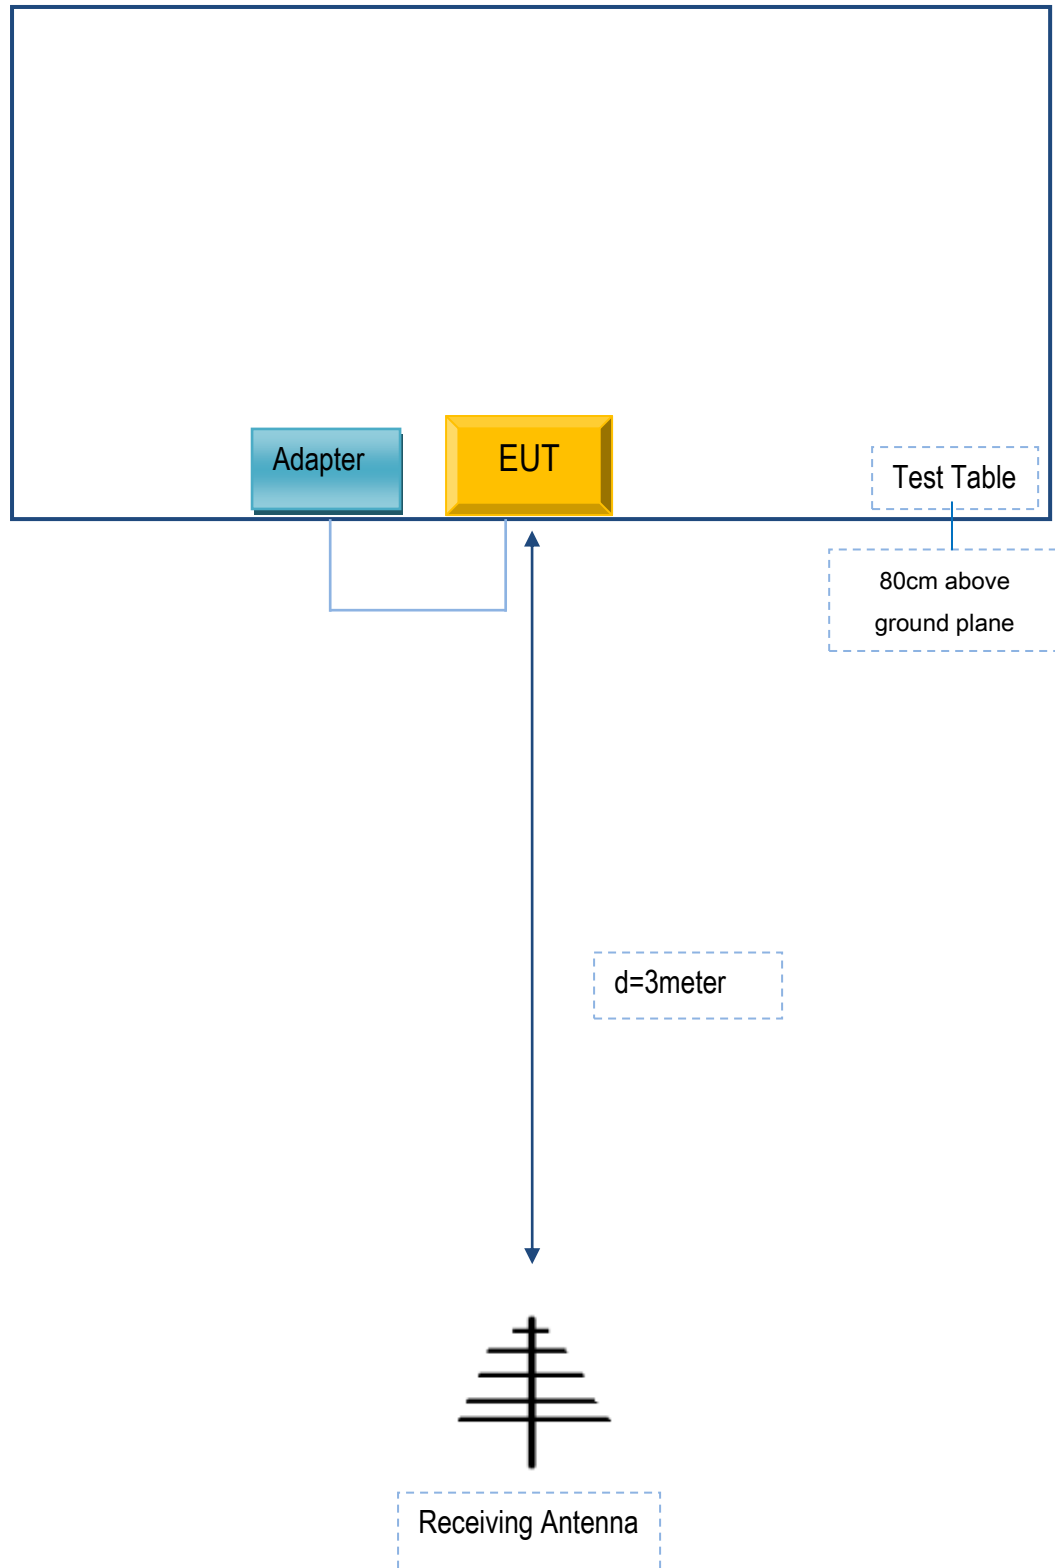 Adapter
EUT
Test Table
80cm above
ground plane
d=3meter
Receiving Antenna